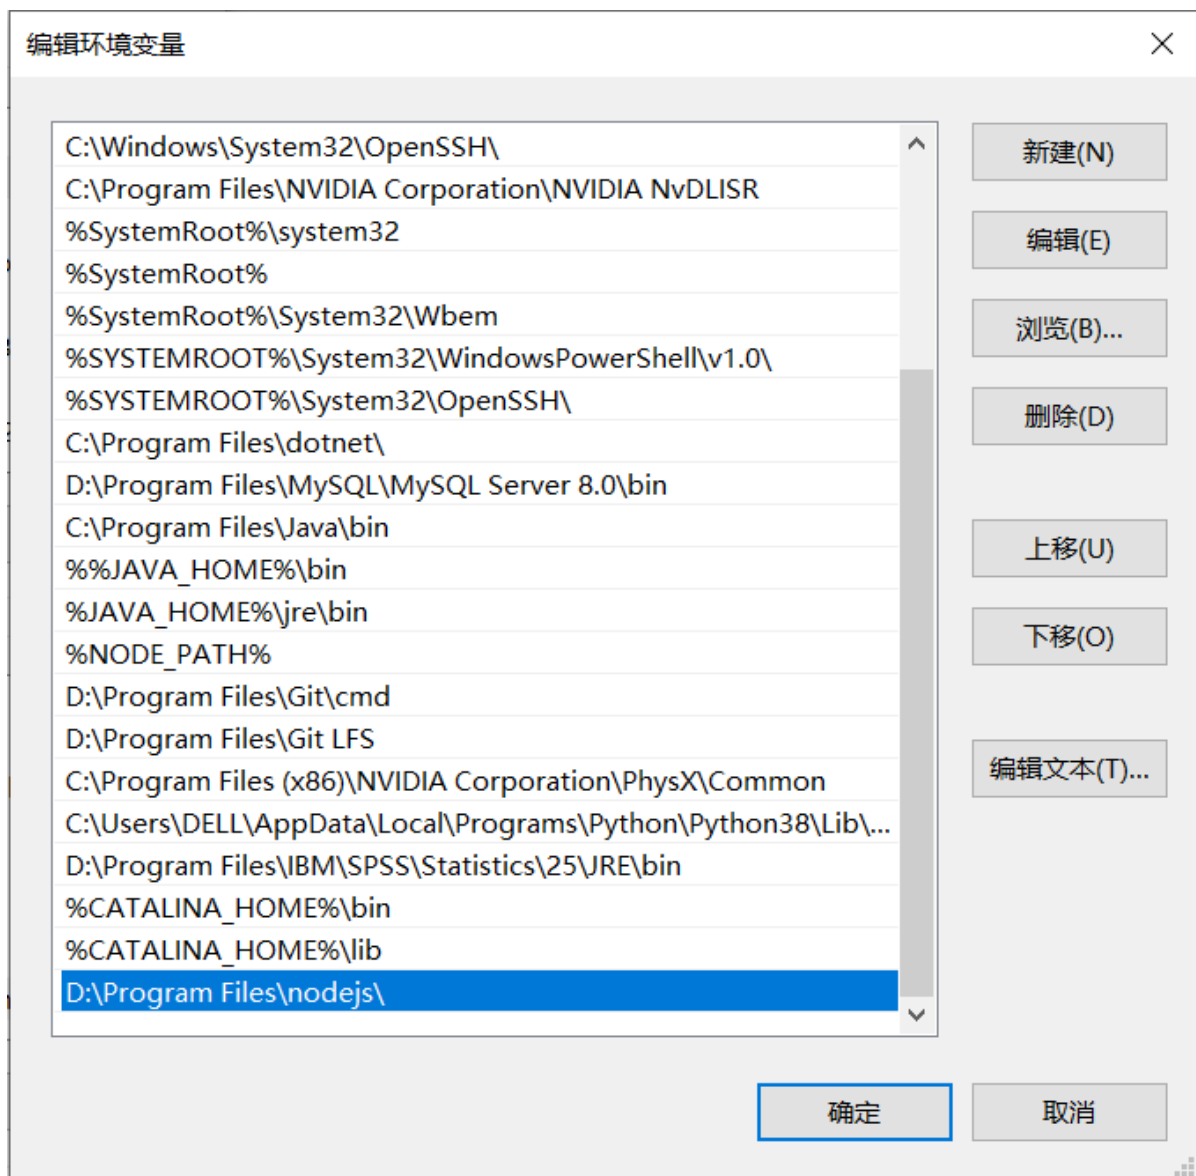 编辑环境变量
C:\Windows\System32\OpenSSH\
C:\Program Files\NVIDIA Corporation\NVIDIA NvDLISR
%SystemRoot%\system32
%SystemRoot%
%SystemRoot%\System32\Wbem
%SYSTEMROOT%\System32\WindowsPowerShell\v1.0\
%SYSTEMROOT%\System32\OpenSSH\
C:\Program Files\dotnet\
D:\Program Files\MySQL\MySQL Server 8.0\bin
C:\Program Files\Java\bin
%%JAVA_HOME%\bin
%JAVA_HOME%\jre\bin
%NODE_PATH%
D:\Program Files\Git\cmd
D:\Program Files\Git LFS
C:\Program Files (x86)\NVIDIA Corporation\PhysX\Common
C:\Users\DELL\AppData\Local\Programs\Python\Python38\Lib\...
D:\Program Files\IBM\SPSS\Statistics\25\JRE\bin
%CATALINA_HOME%\bin
%CATALINA_HOME%\lib
D:\Program Files\nodejs\
新建(N)
编辑(E)
浏览(B)...
删除(D)
上移(U)
下移(O)
编辑文本(T)...
确定
取消